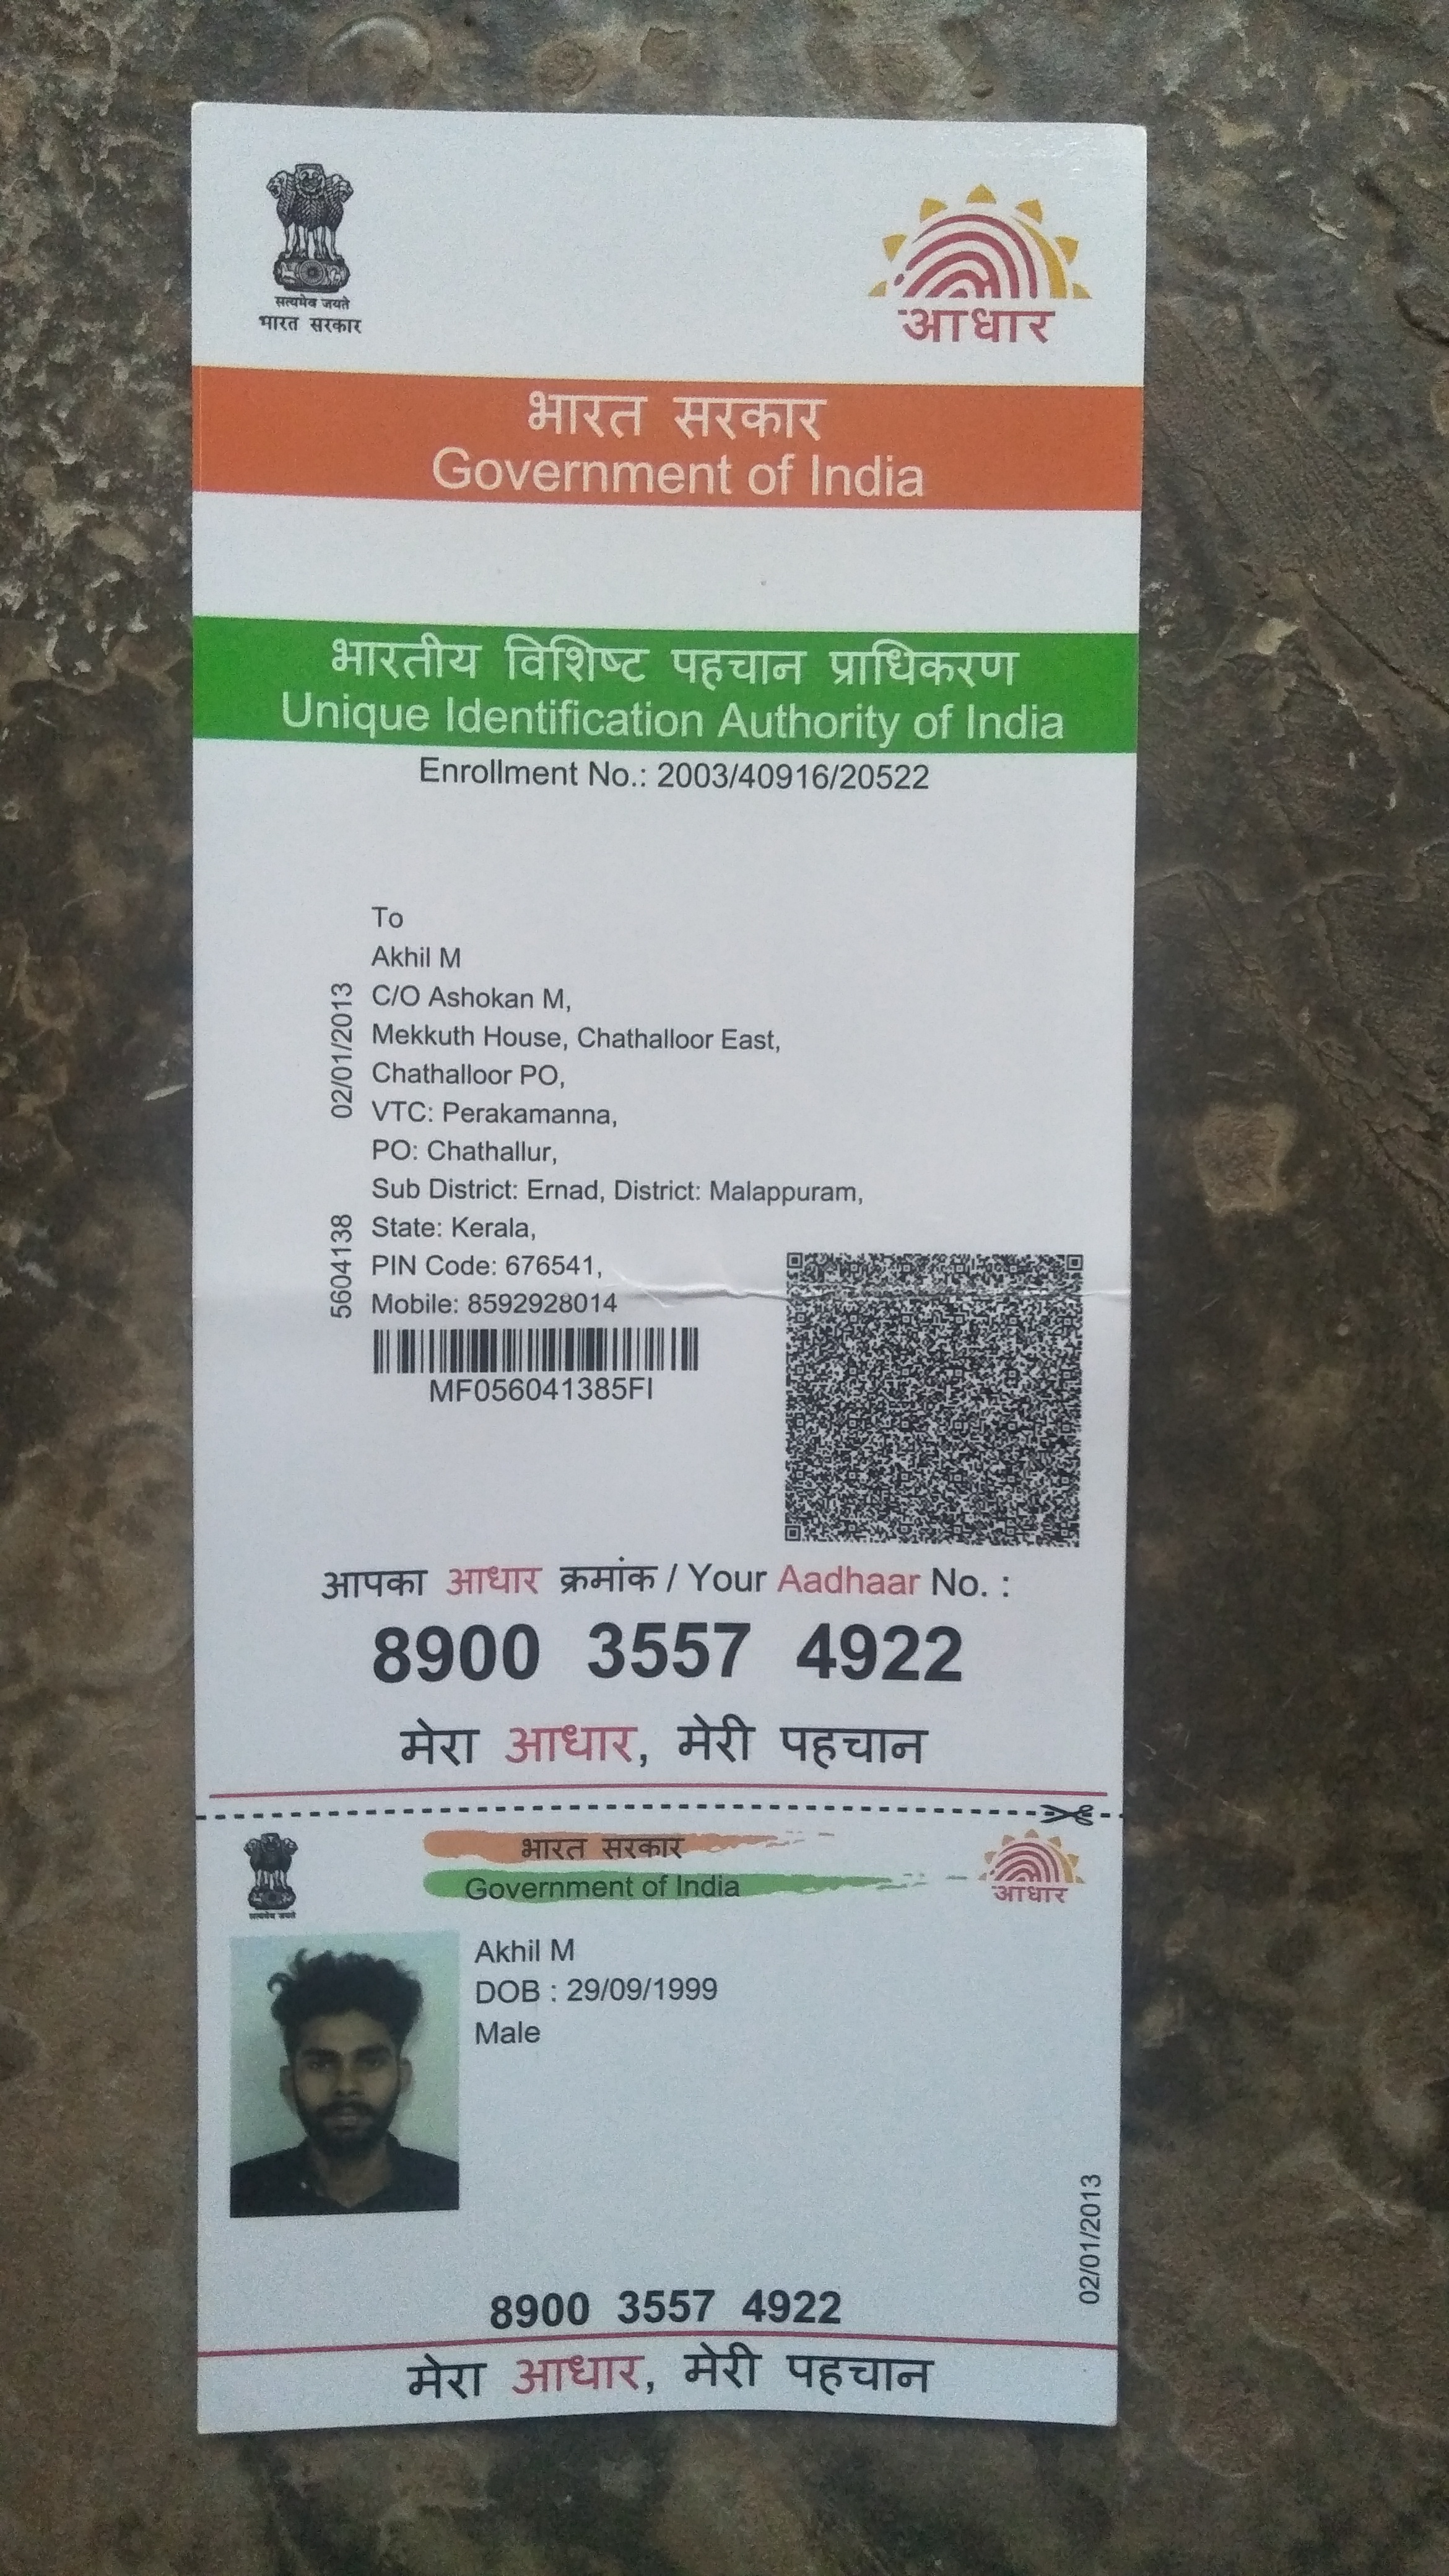 सत्यमेव जयते
भारत सरकार
आधार
भारत सरकार
Government of India
भारतीय विशिष्ट पहचान प्राधिकरण
Unique Identification Authority of India
Enrollment No.: 2003/40916/20522
To
Akhil M
C/O Ashokan M,
Mekkuth House, Chathalloor East,
Chathalloor PO,
VTC: Perakamanna,
PO: Chathallur,
Sub District: Ernad, District: Malappuram,
State: Kerala,
PIN Code: 676541,
Mobile: 8592928014
02/01/2013
5604138
MF056041385FI
आपका आधार क्रमांक / Your Aadhaar No. :
8900 3557 4922
मेरा आधार, मेरी पहचान
भारत सरकार
Government of India
सत्यमेव जयते
आधार
Akhil M
DOB : 29/09/1999
Male
02/01/2013
8900 3557 4922
मेरा आधार, मेरी पहचान